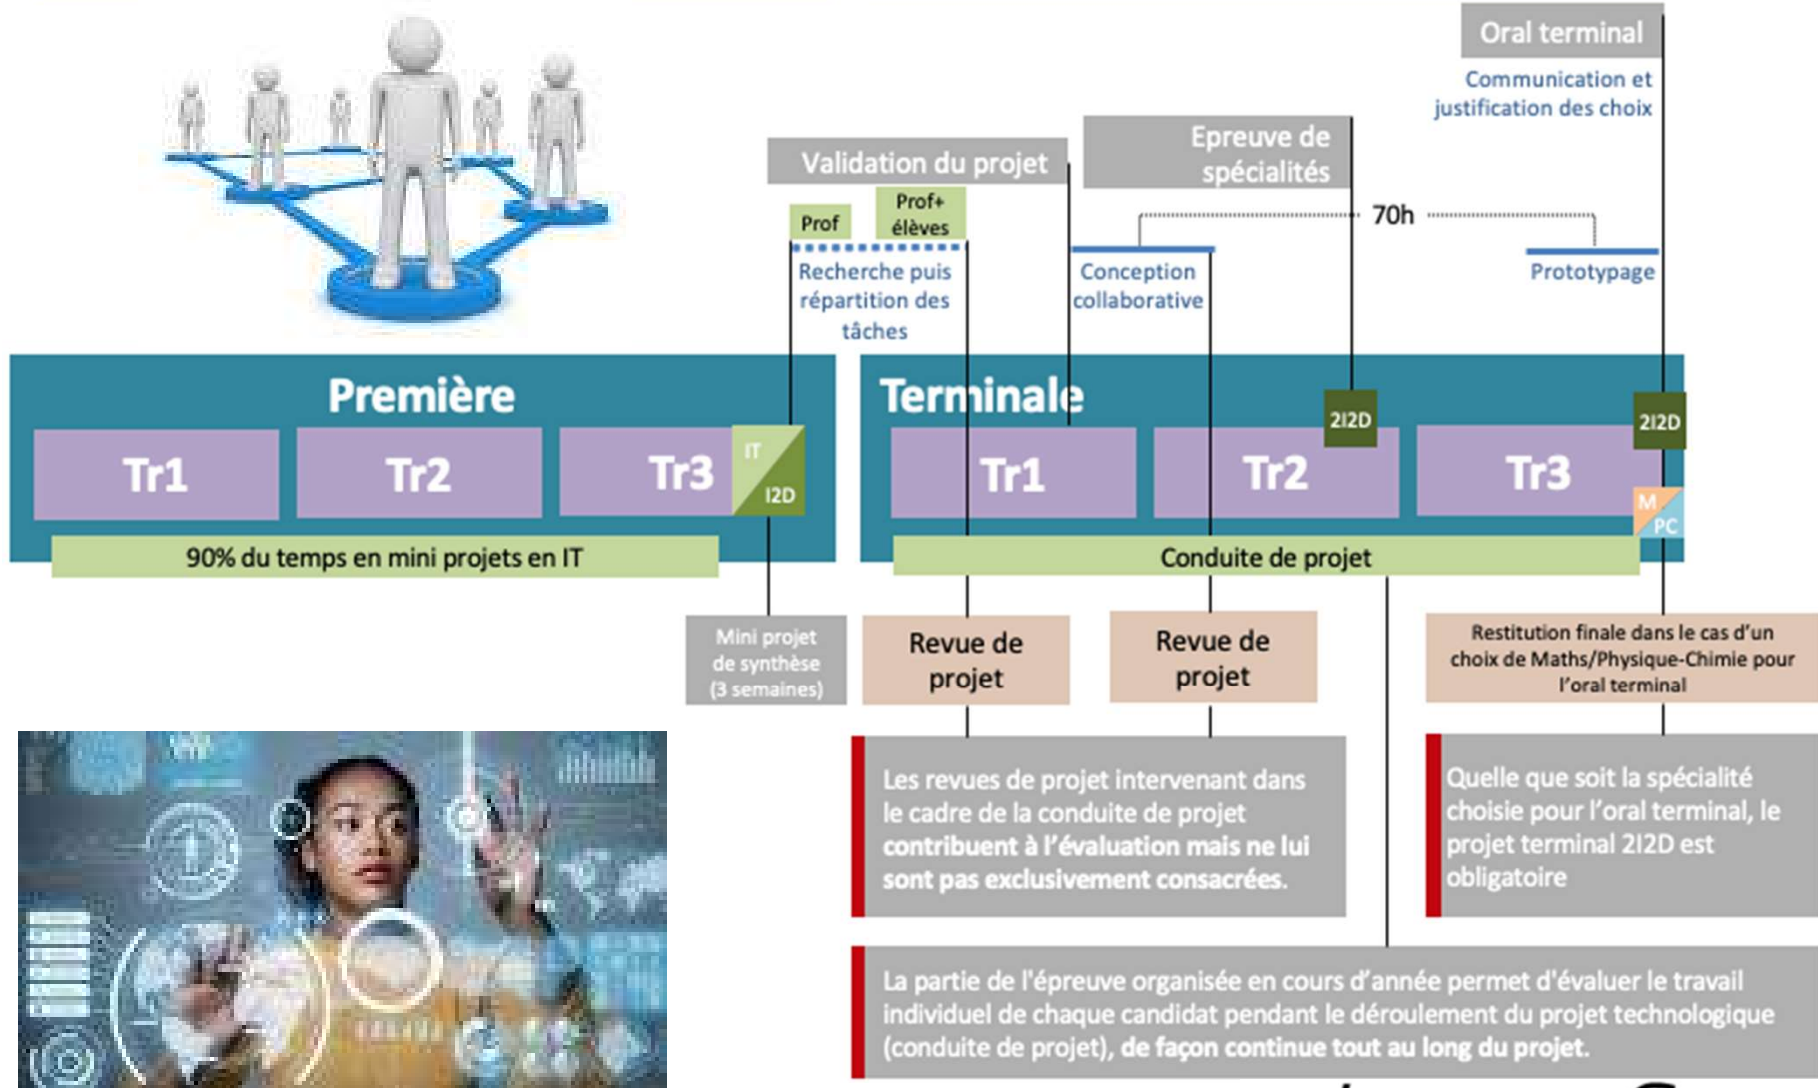 Oral terminal
Communication et
justification des choix
Validation du projet
Epreuve de
spécialités
Prof
Prof+
élèves
70h
Recherche puis
répartition des
tâches
Conception
collaborative
Prototypage
Première
Tr1
Tr2
Tr3
IT
I2D
90% du temps en mini projets en IT
Terminale
Tr1
Tr2
Tr3
2I2D
2I2D
M
PC
Conduite de projet
Mini projet
de synthèse
(3 semaines)
Revue de
projet
Revue de
projet
Restitution finale dans le cas d'un
choix de Maths/Physique-Chimie pour
l'oral terminal
Les revues de projet intervenant dans
le cadre de la conduite de projet
contribuent à l'évaluation mais ne lui
sont pas exclusivement consacrées.
Quelle que soit la spécialité
choisie pour l'oral terminal, le
projet terminal 2I2D est
obligatoire
La partie de l'épreuve organisée en cours d'année permet d'évaluer le travail
individuel de chaque candidat pendant le déroulement du projet technologique
(conduite de projet), de façon continue tout au long du projet.